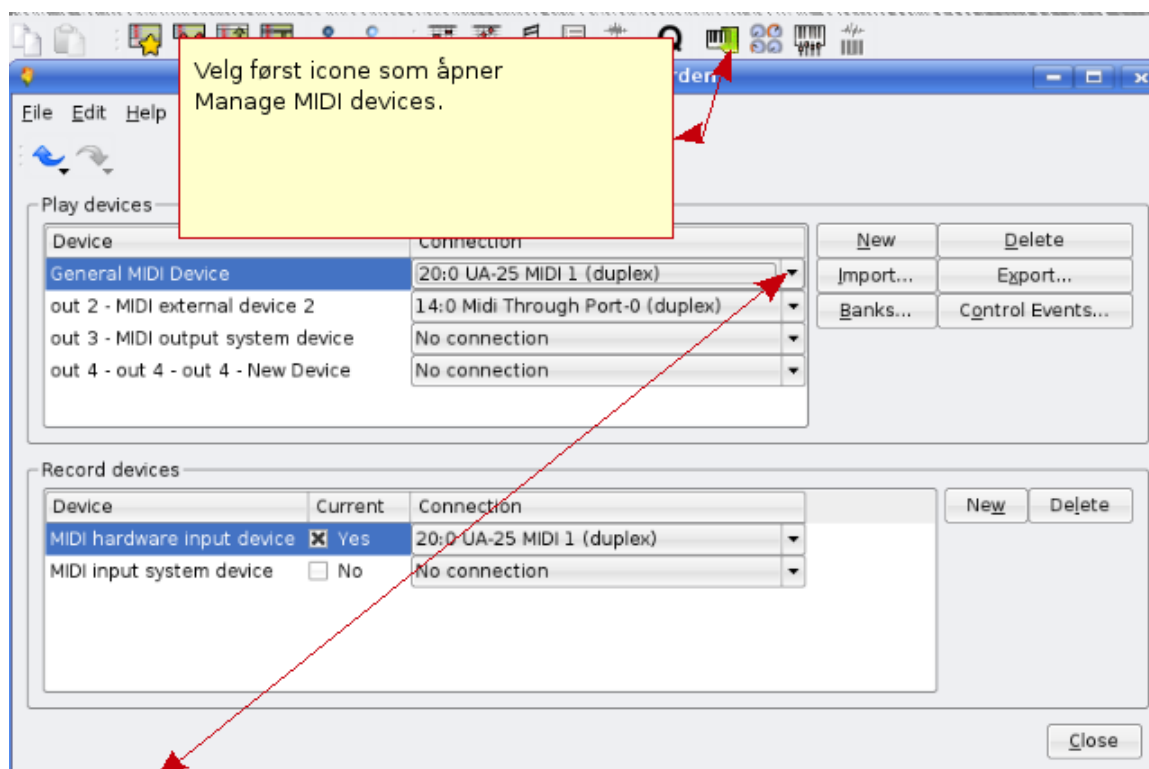 rden
Velg først icone som åpner
Manage MIDI devices.
File Edit Help
Play devices
Device Connection
General MIDI Device 20:0 UA-25 MIDI 1 (duplex)
out 2 - MIDI external device 2 14:0 Midi Through Port-0 (duplex)
out 3 - MIDI output system device No connection
out 4 - out 4 - out 4 - New Device No connection
New Delete
Import... Export...
Banks... Control Events...
Record devices
Device Current Connection
MIDI hardware input device Yes 20:0 UA-25 MIDI 1 (duplex)
MIDI input system device No No connection
New Delete
Close